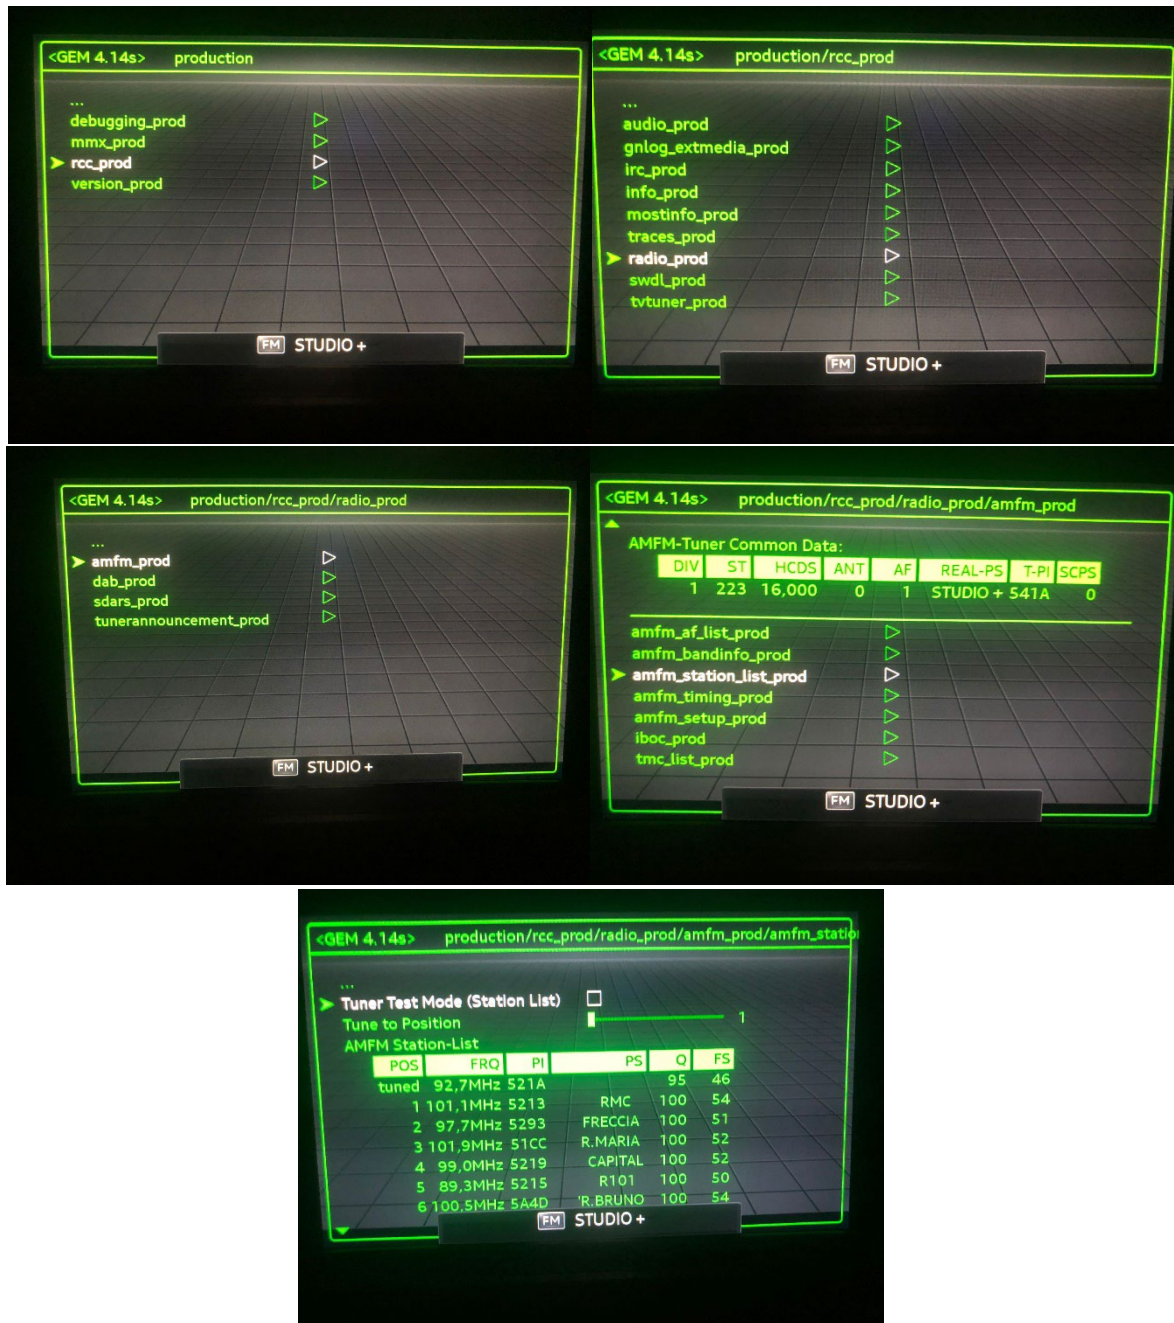 <GEM 4.14s> production
...
debugging_prod
mmx_prod
rcc_prod
version_prod
FM STUDIO +
<GEM 4.14s> production/rcc_prod
...
audio_prod
gnlog_extmedia_prod
irc_prod
info_prod
mostinfo_prod
traces_prod
radio_prod
swdl_prod
tvtuner_prod
FM STUDIO +
<GEM 4.14s> production/rcc_prod/radio_prod
...
amfm_prod
dab_prod
sdars_prod
tunerannouncement_prod
FM STUDIO +
<GEM 4.14s> production/rcc_prod/radio_prod/amfm_prod
AMFM-Tuner Common Data:
DIV ST HCDS ANT AF REAL-PS T-PI SCPS
1 223 16,000 0 1 STUDIO + 541A 0
amfm_af_list_prod
amfm_bandinfo_prod
amfm_station_list_prod
amfm_timing_prod
amfm_setup_prod
iboc_prod
tmc_list_prod
FM STUDIO +
<GEM 4.14s> production/rcc_prod/radio_prod/amfm_prod/amfm_statio
...
Tuner Test Mode (Station List)
Tune to Position 1
AMFM Station-List
POS FRQ PI PS Q FS
tuned 92,7MHz 521A 95 46
1 101,1MHz 5213 RMC 100 54
2 97,7MHz 5293 FRECCIA 100 51
3 101,9MHz 51CC R.MARIA 100 52
4 99,0MHz 5219 CAPITAL 100 52
5 89,3MHz 5215 R101 100 50
6 100,5MHz 5A4D 'R.BRUNO 100 54
FM STUDIO +